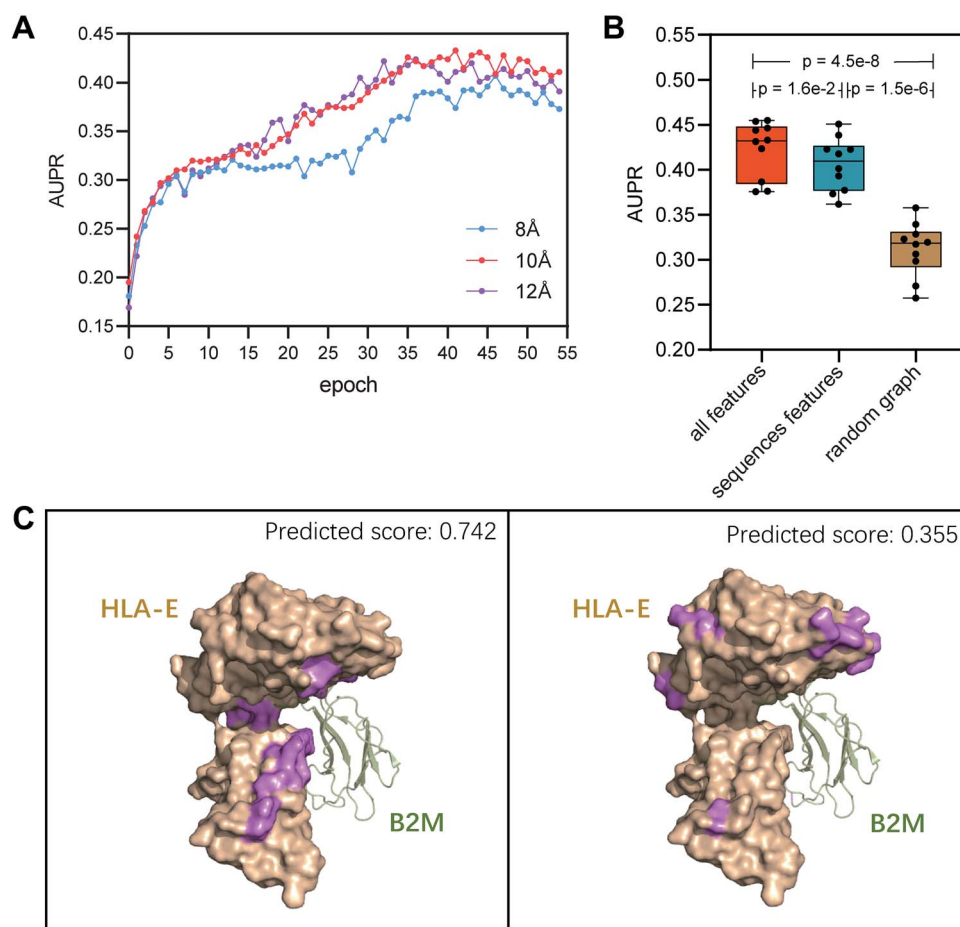 A
AUPR
0.45
0.40
0.35
0.30
0.25
0.20
0.15
0 5 10 15 20 25 30 35 40 45 50 55
epoch
8Å
10Å
12Å
B
AUPR
0.55
0.50
0.45
0.40
0.35
0.30
0.25
0.20
p = 4.5e-8
p = 1.6e-2 p = 1.5e-6
all features
sequences features
random graph
C
Predicted score: 0.742
HLA-E
B2M
Predicted score: 0.355
HLA-E
B2M